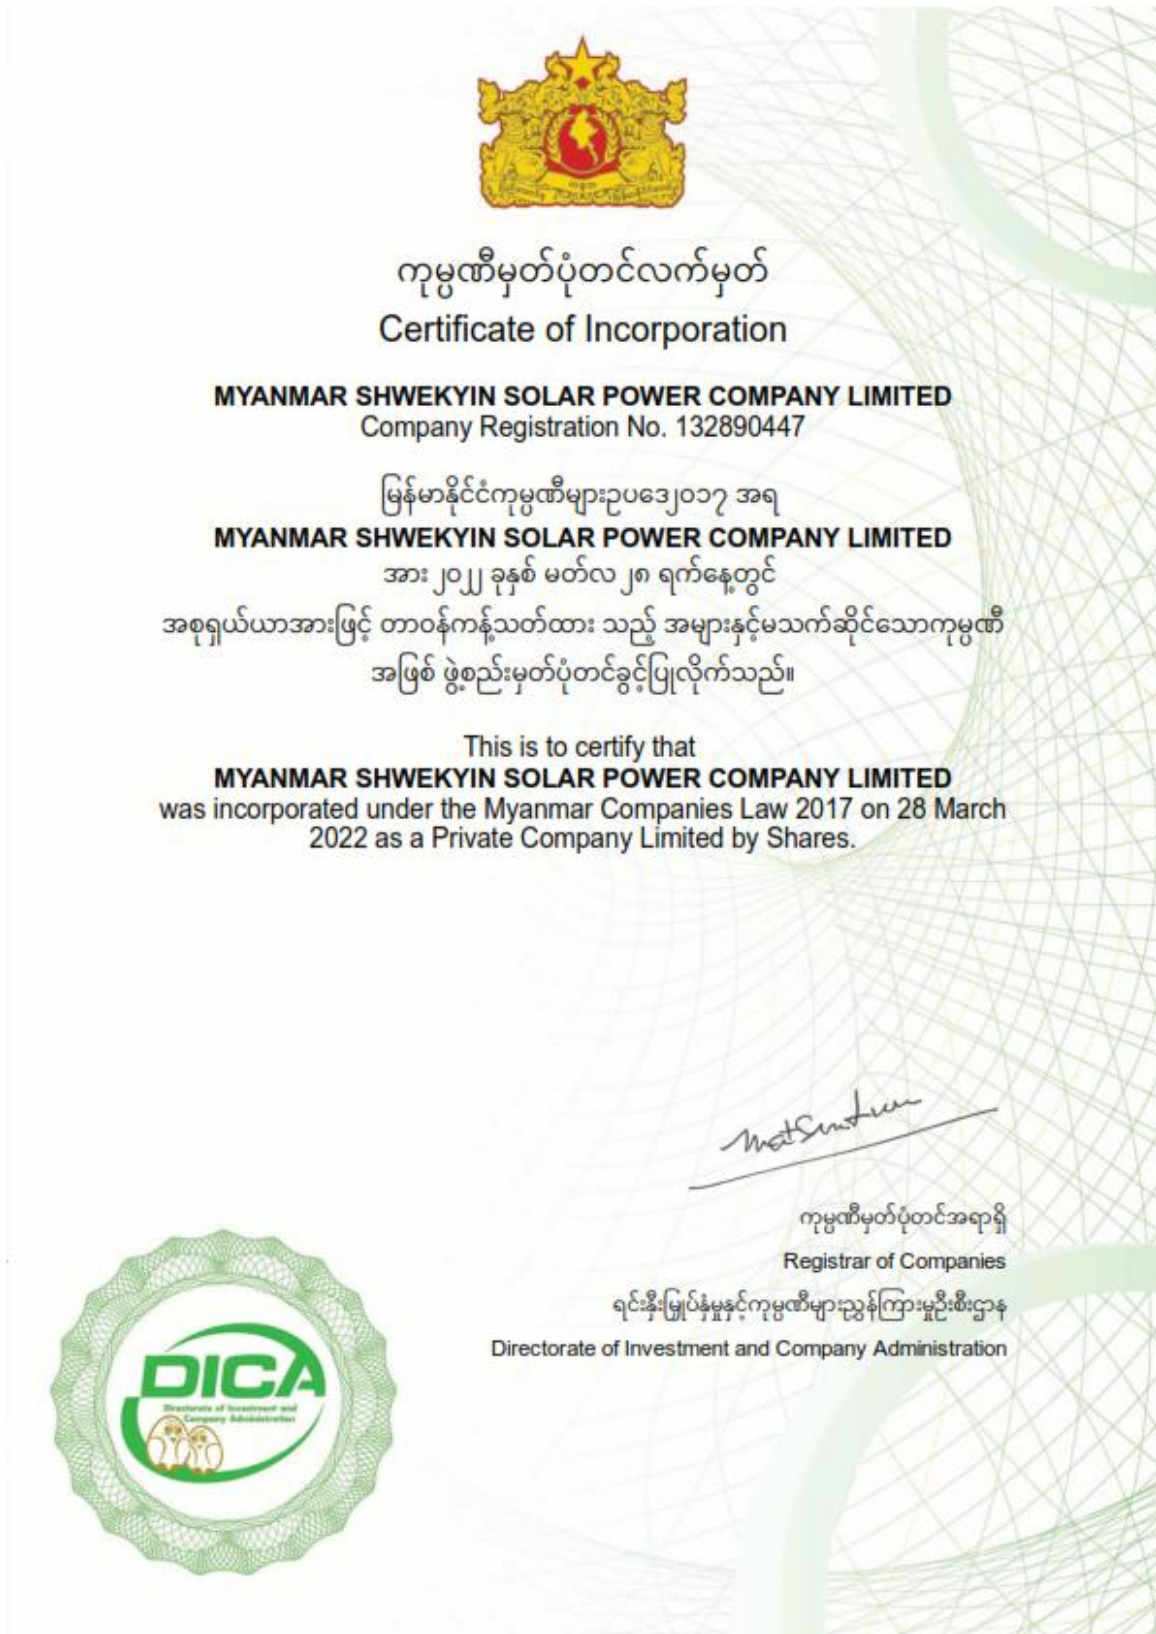 ကုမ္ပဏီမှတ်ပုံတင်လက်မှတ်
Certificate of Incorporation
MYANMAR SHWEKYIN SOLAR POWER COMPANY LIMITED
Company Registration No. 132890447
မြန်မာနိုင်ငံကုမ္ပဏီများဥပဒေ၂၀၁၇ အရ
MYANMAR SHWEKYIN SOLAR POWER COMPANY LIMITED
အား ၂၀၂၂ ခုနှစ် မတ်လ ၂၈ ရက်နေ့တွင်
အစုရှယ်ယာအားဖြင့် တာဝန်ကန့်သတ်ထား သည့် အများနှင့်မသက်ဆိုင်သောကုမ္ပဏီ
အဖြစ် ဖွဲ့စည်းမှတ်ပုံတင်ခွင့်ပြုလိုက်သည်။
This is to certify that
MYANMAR SHWEKYIN SOLAR POWER COMPANY LIMITED
was incorporated under the Myanmar Companies Law 2017 on 28 March
2022 as a Private Company Limited by Shares.
ကုမ္ပဏီမှတ်ပုံတင်အရာရှိ
Registrar of Companies
ရင်းနှီးမြှုပ်နှံမှုနှင့်ကုမ္ပဏီများညွှန်ကြားမှုဦးစီးဌာန
Directorate of Investment and Company Administration
DICA
Directorate of Investment and
Company Administration